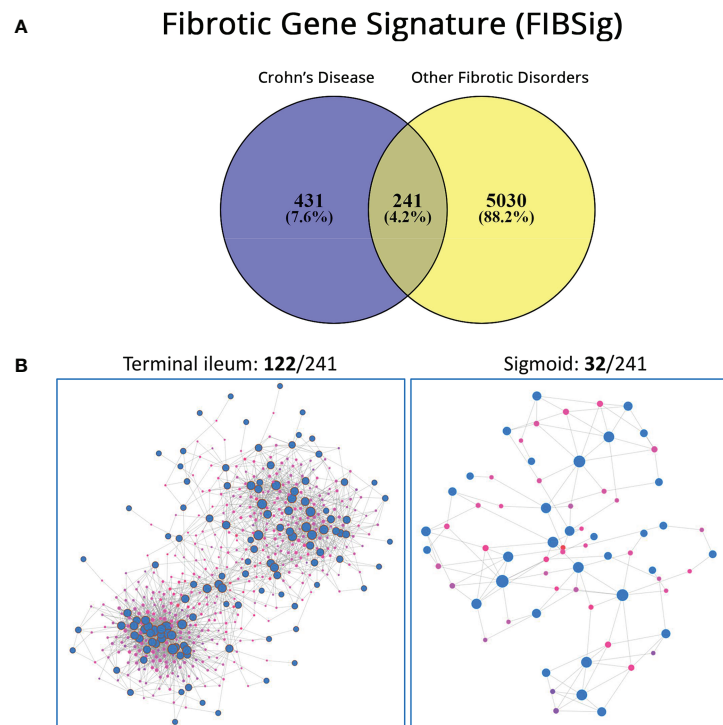 A
Fibrotic Gene Signature (FIBSig)
Crohn's Disease
Other Fibrotic Disorders
431
(7.6%)
241
(4.2%)
5030
(88.2%)
B
Terminal ileum: 122/241
Sigmoid: 32/241